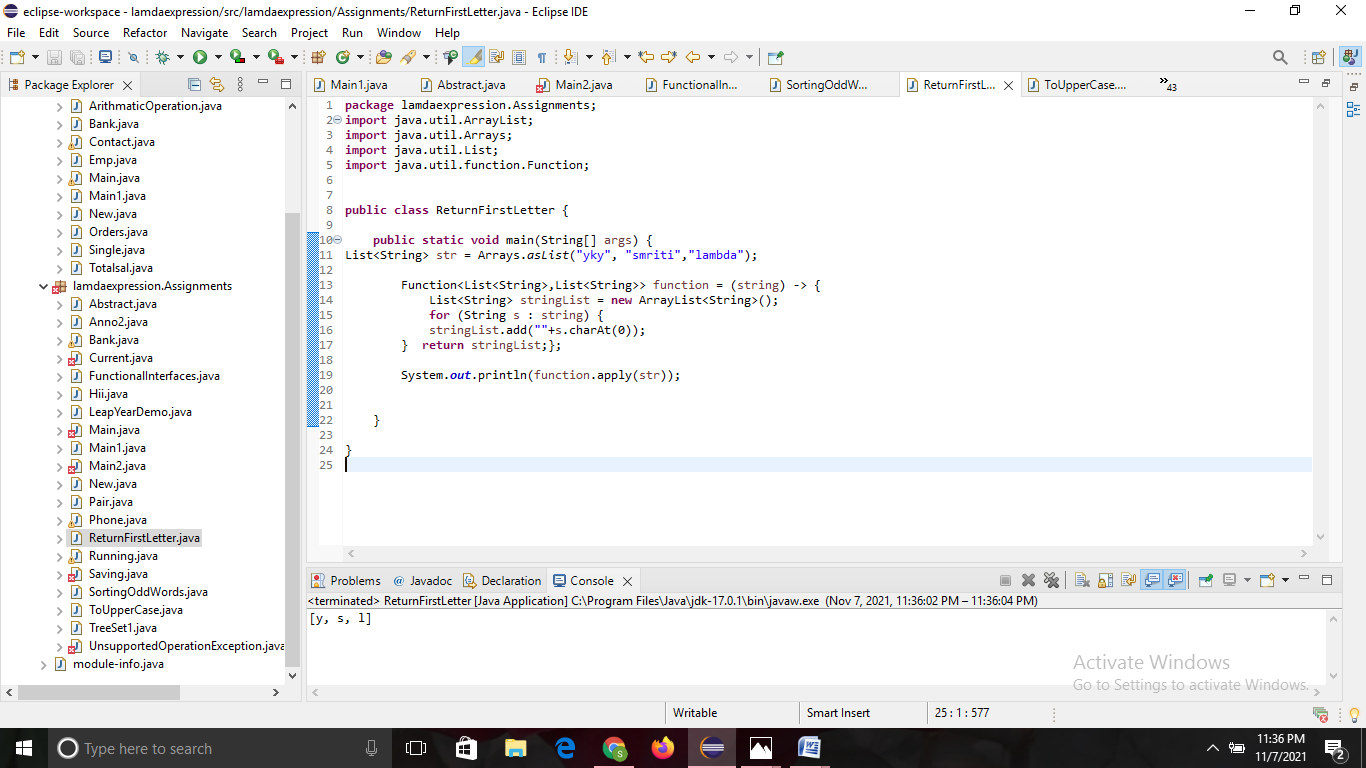 eclipse-workspace - lamdaexpression/src/lamdaexpression/Assignments/ReturnFirstLetter.java - Eclipse IDE
File Edit Source Refactor Navigate Search Project Run Window Help
Package Explorer
Main1.java Abstract.java Main2.java FunctionalIn... SortingOddW... ReturnFirstL... ToUpperCase.... 43
ArithmaticOperation.java
Bank.java
Contact.java
Emp.java
Main.java
Main1.java
New.java
Orders.java
Single.java
Totalsal.java
lamdaexpression.Assignments
Abstract.java
Anno2.java
Bank.java
Current.java
FunctionalInterfaces.java
Hii.java
LeapYearDemo.java
Main.java
Main1.java
Main2.java
New.java
Pair.java
Phone.java
ReturnFirstLetter.java
Running.java
Saving.java
SortingOddWords.java
ToUpperCase.java
TreeSet1.java
UnsupportedOperationException.java
module-info.java
1 package lamdaexpression.Assignments;
2 import java.util.ArrayList;
3 import java.util.Arrays;
4 import java.util.List;
5 import java.util.function.Function;
6
7
8 public class ReturnFirstLetter {
9
10 public static void main(String[] args) {
11 List<String> str = Arrays.asList("yky", "smriti","lambda");
12
13 Function<List<String>,List<String>> function = (string) -> {
14 List<String> stringList = new ArrayList<String>();
15 for (String s : string) {
16 stringList.add(""+s.charAt(0));
17 } return stringList;};
18
19 System.out.println(function.apply(str));
20
21
22 }
23
24 }
25
Problems Javadoc Declaration Console
<terminated> ReturnFirstLetter [Java Application] C:\Program Files\Java\jdk-17.0.1\bin\javaw.exe (Nov 7, 2021, 11:36:02 PM – 11:36:04 PM)
[y, s, l]
Activate Windows
Go to Settings to activate Windows.
Writable Smart Insert 25 : 1 : 577
Type here to search
11:36 PM
11/7/2021
2